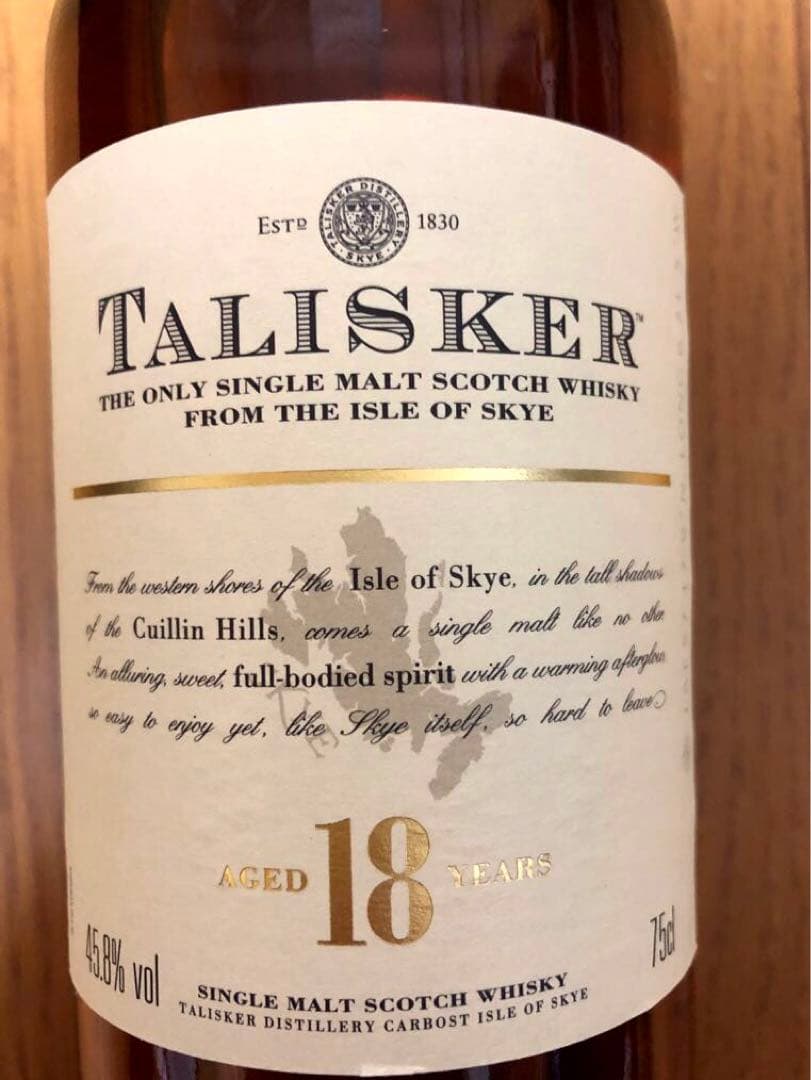 ESTD 1830
TALISKER DISTILLERY · SKYE ·
TALISKER™
THE ONLY SINGLE MALT SCOTCH WHISKY
FROM THE ISLE OF SKYE
From the western shores of the Isle of Skye, in the tall shadows
of the Cuillin Hills, comes a single malt like no other
An alluring, sweet, full-bodied spirit with a warming afterglow
so easy to enjoy yet, like Skye itself, so hard to leave
AGED 18 YEARS
45.8% vol
75cl
SINGLE MALT SCOTCH WHISKY
TALISKER DISTILLERY CARBOST ISLE OF SKYE